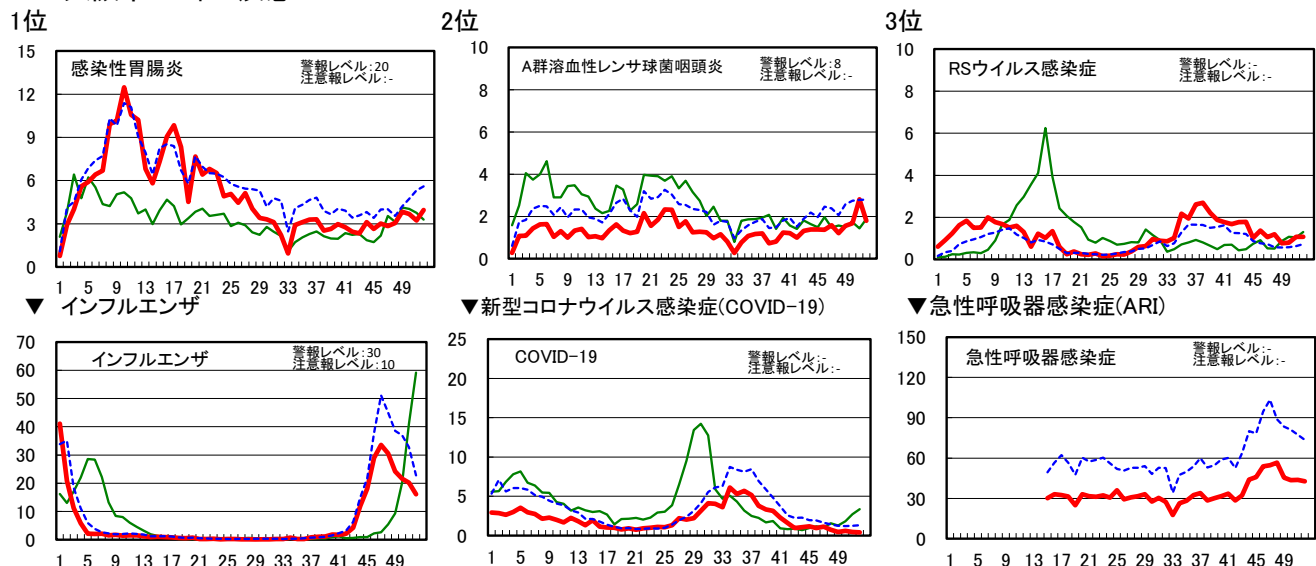 1位
2位
3位
15
12
9
6
3
0
感染性胃腸炎
警報レベル:20
注意報レベル:-
1 5 9 13 17 21 25 29 33 37 41 45 49
10
8
6
4
2
0
A群溶血性レンサ球菌咽頭炎
警報レベル:8
注意報レベル:-
1 5 9 13 17 21 25 29 33 37 41 45 49
10
8
6
4
2
0
RSウイルス感染症
警報レベル:-
注意報レベル:-
1 5 9 13 17 21 25 29 33 37 41 45 49
▼ インフルエンザ
▼新型コロナウイルス感染症(COVID-19)
▼急性呼吸器感染症(ARI)
70
60
50
40
30
20
10
0
インフルエンザ
警報レベル:30
注意報レベル:10
1 5 9 13 17 21 25 29 33 37 41 45 49
25
20
15
10
5
0
COVID-19
警報レベル:-
注意報レベル:-
1 5 9 13 17 21 25 29 33 37 41 45 49
150
120
90
60
30
0
急性呼吸器感染症
警報レベル:-
注意報レベル:-
1 5 9 13 17 21 25 29 33 37 41 45 49